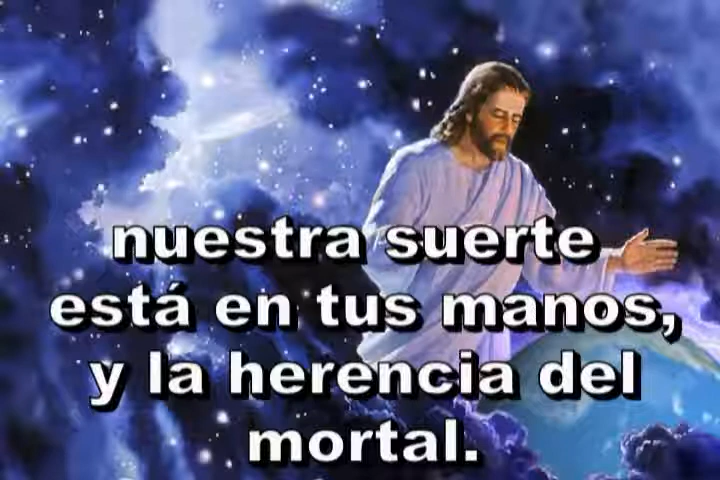 nuestra suerte
está en tus manos,
y la herencia del
mortal.